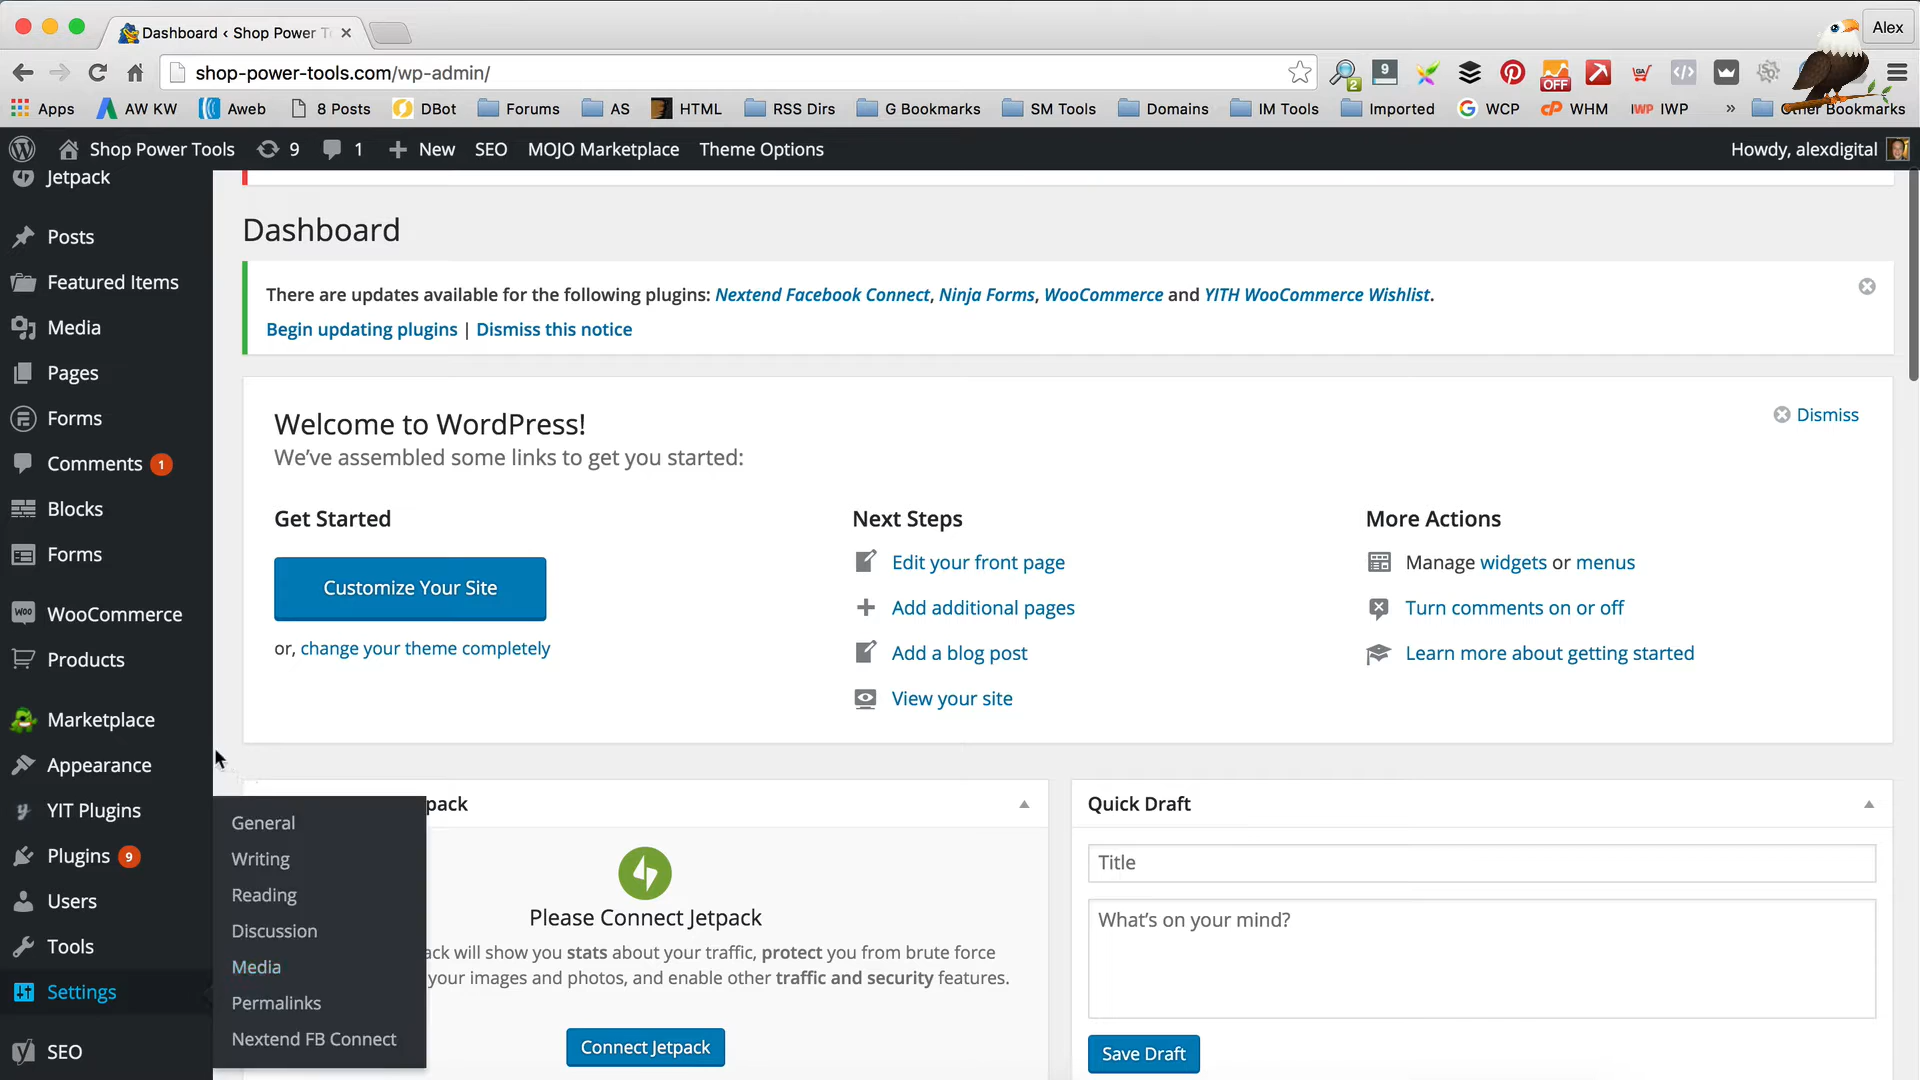 Dashboard ‹ Shop Power T
Alex
shop-power-tools.com/wp-admin/
2
9
OFF
Apps
AW KW
Aweb
8 Posts
DBot
Forums
AS
HTML
RSS Dirs
G Bookmarks
SM Tools
Domains
IM Tools
Imported
WCP
WHM
IWP
»
Other Bookmarks
Shop Power Tools
9
1
New
SEO
MOJO Marketplace
Theme Options
Howdy, alexdigital
Jetpack
Posts
Featured Items
Media
Pages
Forms
Comments 1
Blocks
Forms
WooCommerce
Products
Marketplace
Appearance
YIT Plugins
Plugins 9
Users
Tools
Settings
SEO
General
Writing
Reading
Discussion
Media
Permalinks
Nextend FB Connect
Dashboard
There are updates available for the following plugins: Nextend Facebook Connect, Ninja Forms, WooCommerce and YITH WooCommerce Wishlist.
Begin updating plugins | Dismiss this notice
Welcome to WordPress!
We've assembled some links to get you started:
Dismiss
Get Started
Customize Your Site
or, change your theme completely
Next Steps
Edit your front page
Add additional pages
Add a blog post
View your site
More Actions
Manage widgets or menus
Turn comments on or off
Learn more about getting started
pack
Please Connect Jetpack
ack will show you stats about your traffic, protect you from brute force
your images and photos, and enable other traffic and security features.
Connect Jetpack
Quick Draft
Title
What's on your mind?
Save Draft